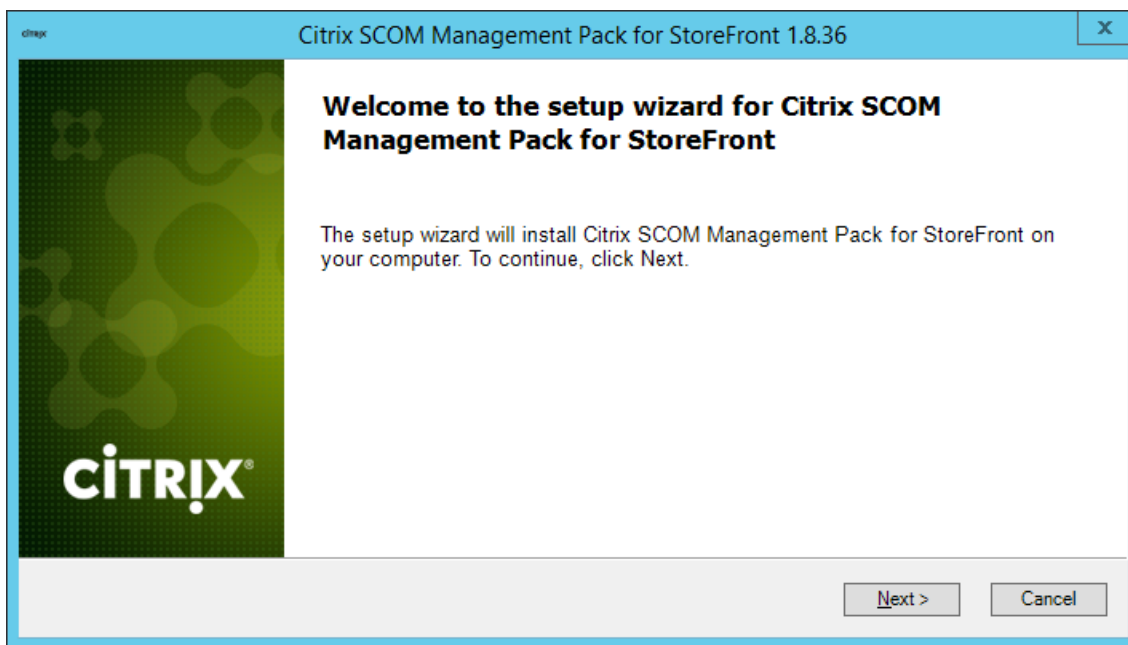 citrix
Citrix SCOM Management Pack for StoreFront 1.8.36
x
Welcome to the setup wizard for Citrix SCOM
Management Pack for StoreFront
The setup wizard will install Citrix SCOM Management Pack for StoreFront on
your computer. To continue, click Next.
CİTRIX®
Next >
Cancel